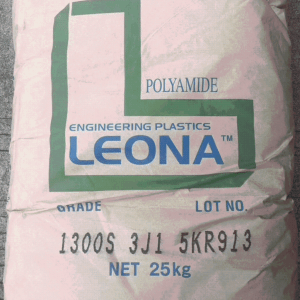 POLYAMIDE
ENGINEERING PLASTICS
LEONA™
GRADE LOT NO.
1300S 3J1 5KR913
NET 25kg